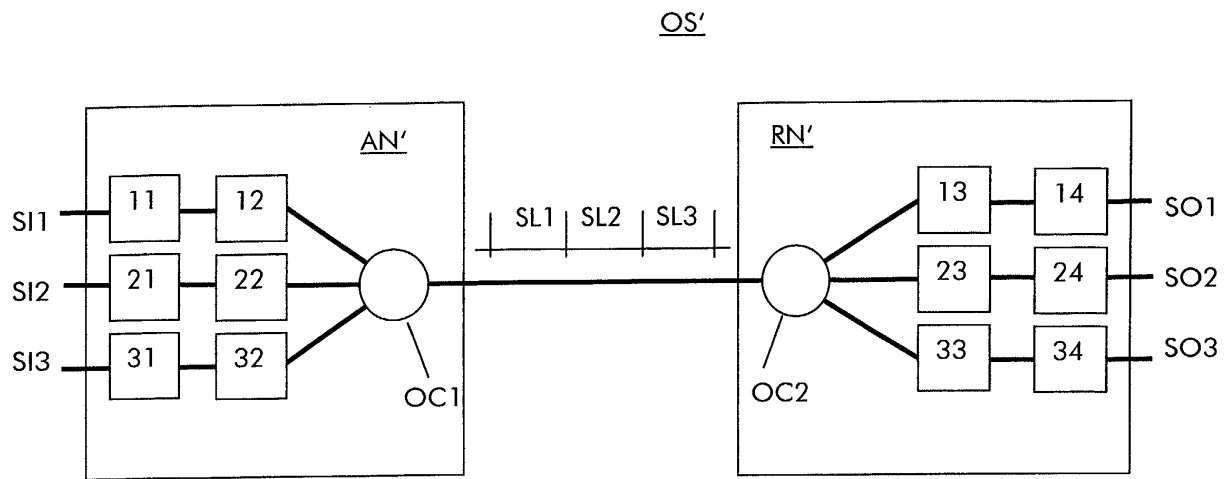 OS'
AN'
RN'
11 12
13 14
SI1
SO1
SL1 SL2 SL3
21 22
23 24
SI2
SO2
31 32
33 34
SI3
SO3
OC1
OC2